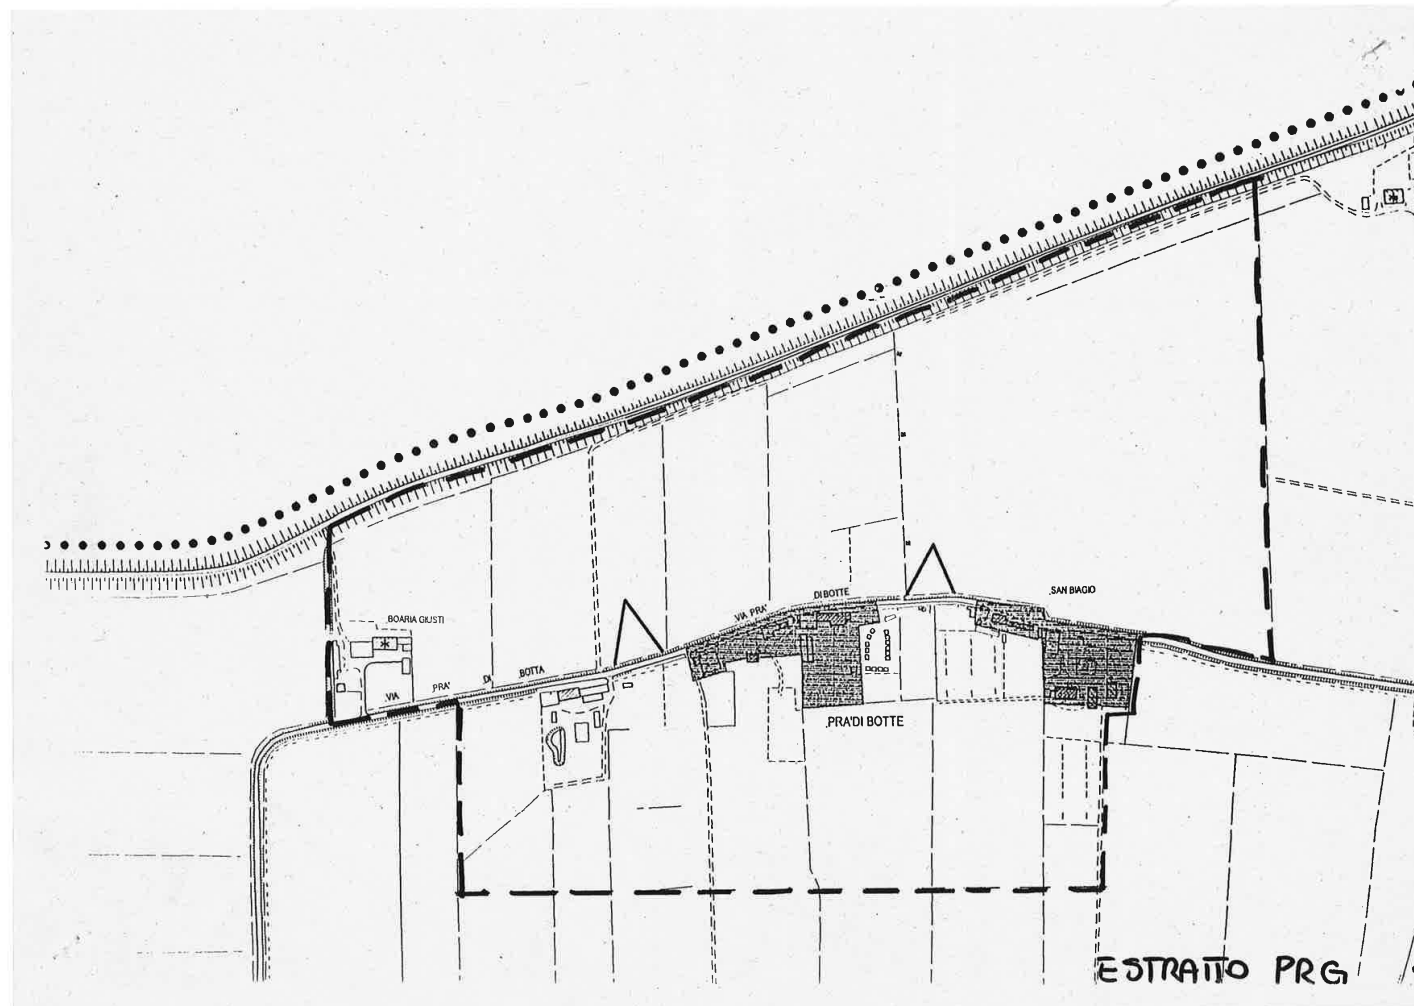 SAN BIAGIO
DI BOTTE
VIA PRA'
BOARIA GIUSTI
BOTTA
DI
PRA'
VIA
PRA'DI BOTTE
ESTRATTO PRG